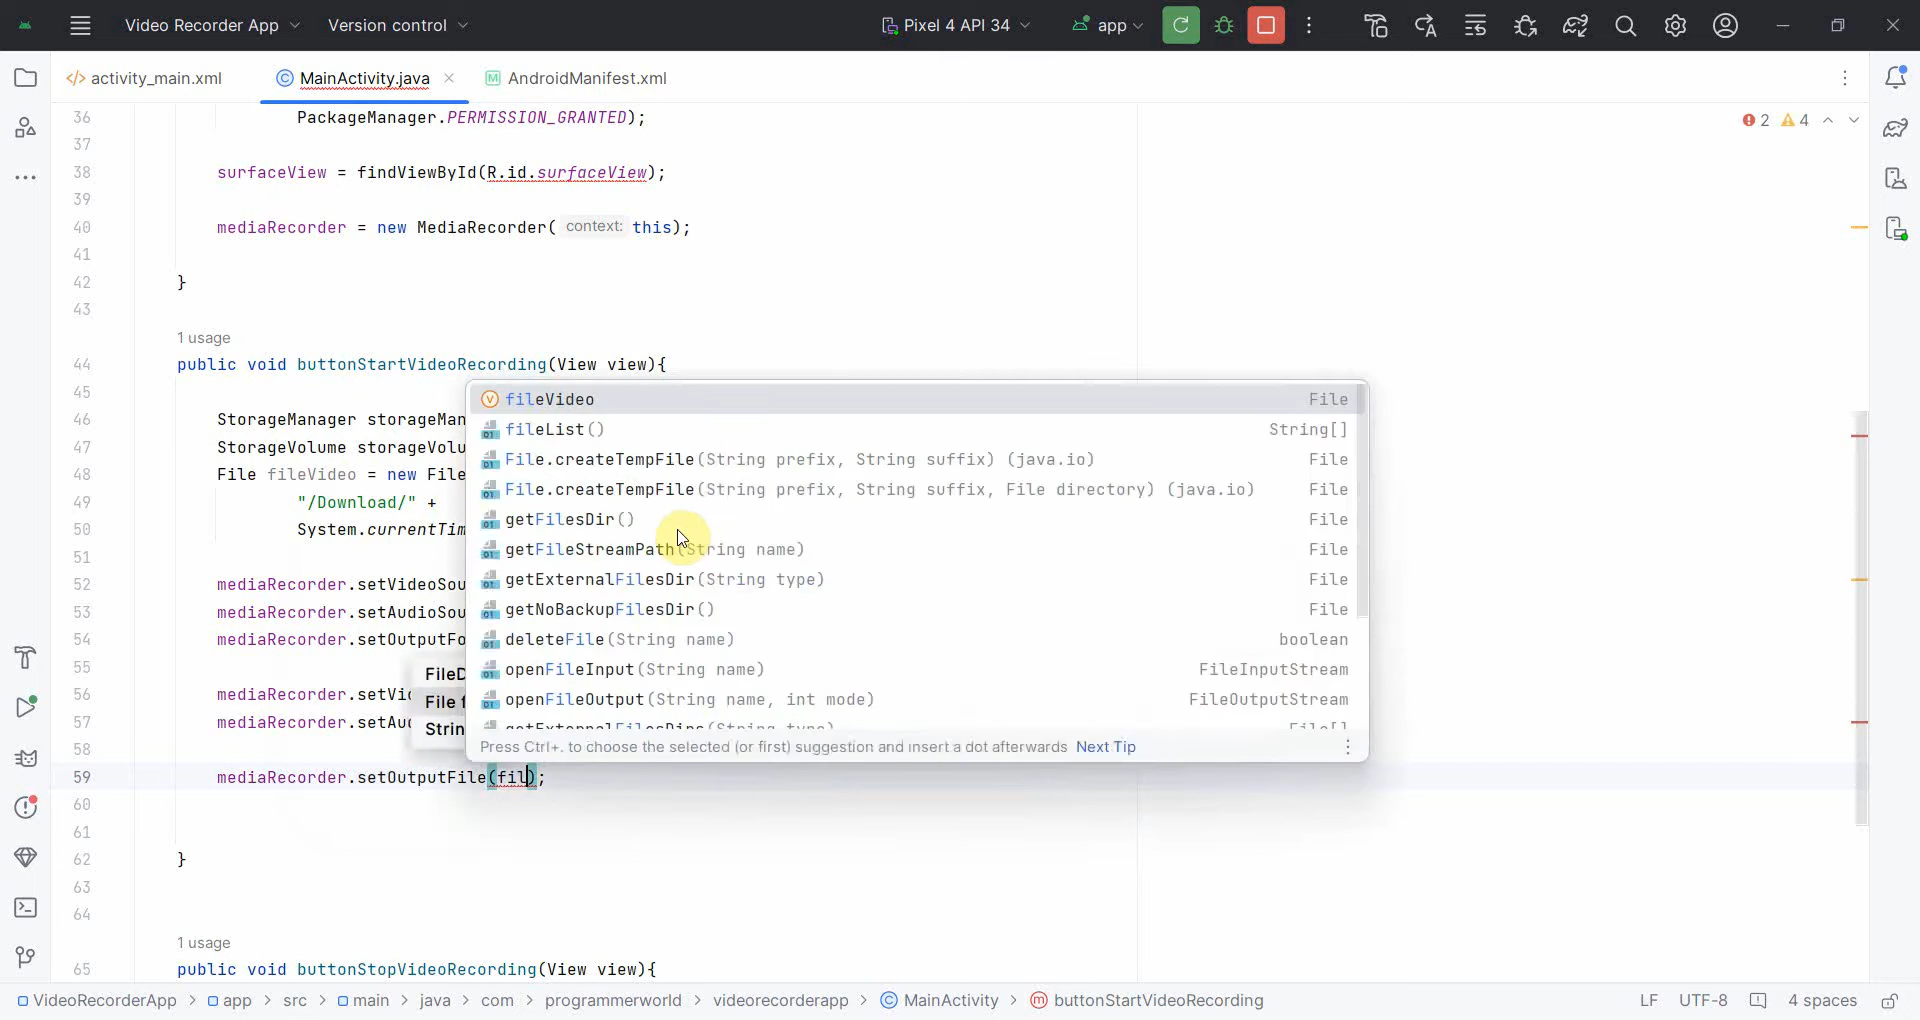 Video Recorder App Version control Pixel 4 API 34 app
activity_main.xml MainActivity.java AndroidManifest.xml
36 PackageManager.PERMISSION_GRANTED); 2 4
37
38 surfaceView = findViewById(R.id.surfaceView);
39
40 mediaRecorder = new MediaRecorder( context: this);
41
42 }
43
1 usage
44 public void buttonStartVideoRecording(View view){
45
fileVideo File
46 StorageManager storageMan
fileList() String[]
47 StorageVolume storageVolu
File.createTempFile(String prefix, String suffix) (java.io) File
48 File fileVideo = new File
File.createTempFile(String prefix, String suffix, File directory) (java.io) File
49 "/Download/" +
getFilesDir() File
50 System.currentTim
getFileStreamPath(String name) File
51
getExternalFilesDir(String type) File
52 mediaRecorder.setVideoSou
getNoBackupFilesDir() File
53 mediaRecorder.setAudioSou
deleteFile(String name) boolean
54 mediaRecorder.setOutputFo
openFileInput(String name) FileInputStream
55 FileD
openFileOutput(String name, int mode) FileOutputStream
56 mediaRecorder.setVid File f
getExternalFilesDirs(String type) File[]
57 mediaRecorder.setAud Strin
Press Ctrl+. to choose the selected (or first) suggestion and insert a dot afterwards Next Tip
58
59 mediaRecorder.setOutputFile(fil);
60
61
62 }
63
64
1 usage
65 public void buttonStopVideoRecording(View view){
VideoRecorderApp > app > src > main > java > com > programmerworld > videorecorderapp > MainActivity > buttonStartVideoRecording LF UTF-8 4 spaces